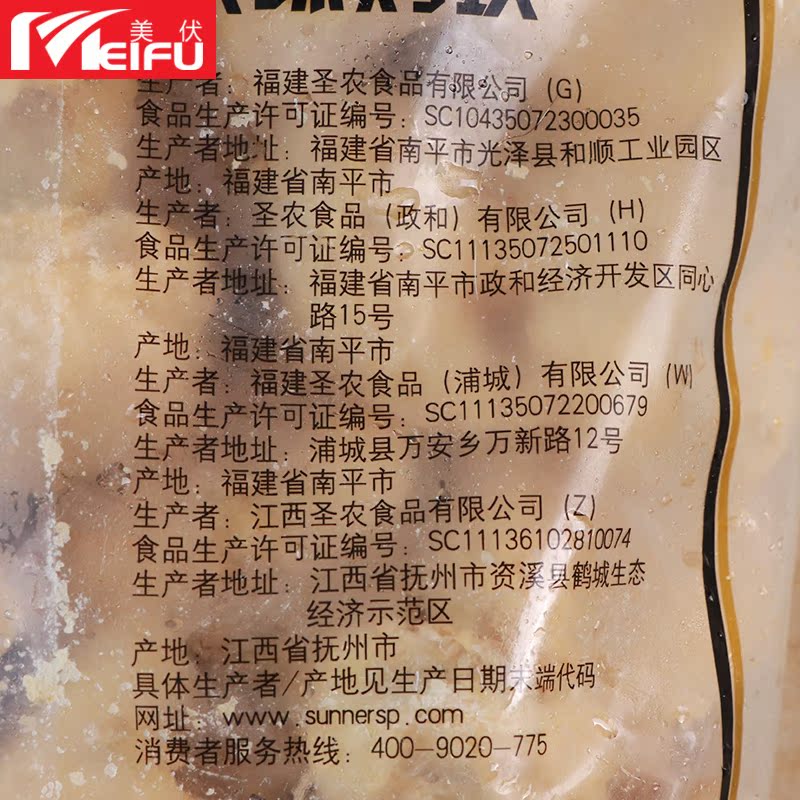 美伏
MEIFU
生产者：福建圣农食品有限公司（G）
食品生产许可证编号：SC10435072300035
生产者地址：福建省南平市光泽县和顺工业园区
产地：福建省南平市
生产者：圣农食品（政和）有限公司（H）
食品生产许可证编号：SC11135072501110
生产者地址：福建省南平市政和经济开发区同心
路15号
产地：福建省南平市
生产者：福建圣农食品（浦城）有限公司（W）
食品生产许可证编号：SC11135072200679
生产者地址：浦城县万安乡万新路12号
产地：福建省南平市
生产者：江西圣农食品有限公司（Z）
食品生产许可证编号：SC11136102810074
生产者地址：江西省抚州市资溪县鹤城生态
经济示范区
产地：江西省抚州市
具体生产者/产地见生产日期末端代码
网址：www.sunnersp.com
消费者服务热线：400-9020-775